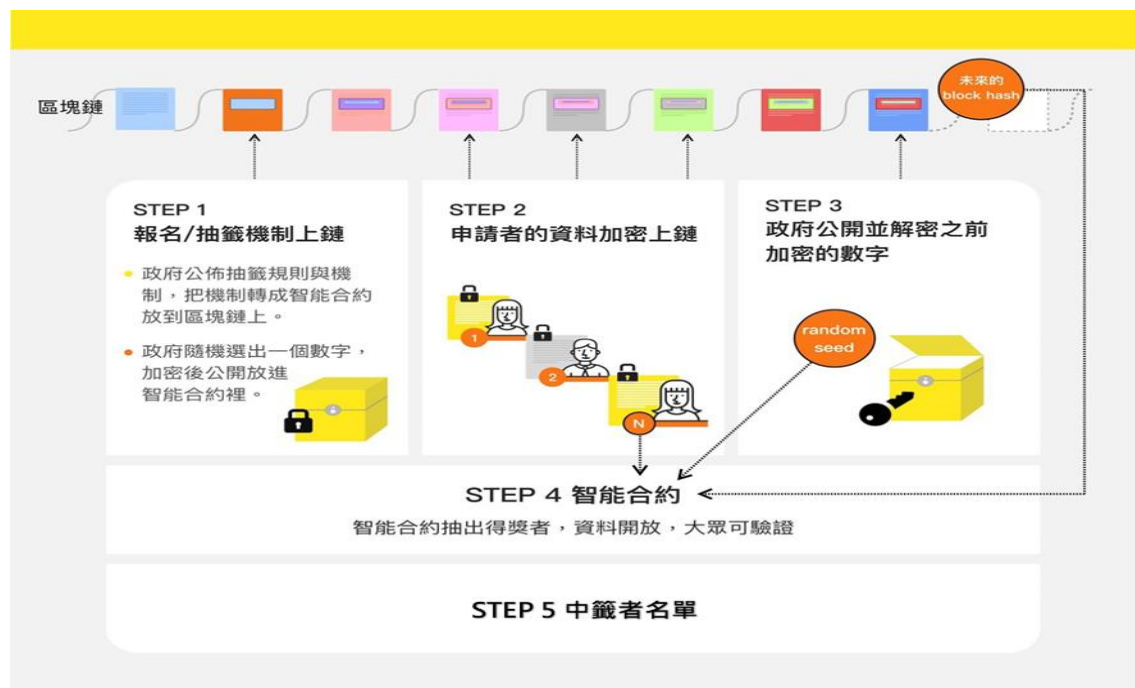 區塊鏈
未來的
block hash
STEP 1
報名/抽籤機制上鏈
政府公佈抽籤規則與機
制，把機制轉成智能合約
放到區塊鏈上。
政府隨機選出一個數字，
加密後公開放進
智能合約裡。
STEP 2
申請者的資料加密上鏈
1
2
N
STEP 3
政府公開並解密之前
加密的數字
random
seed
STEP 4 智能合約
智能合約抽出得獎者，資料開放，大眾可驗證
STEP 5 中籤者名單